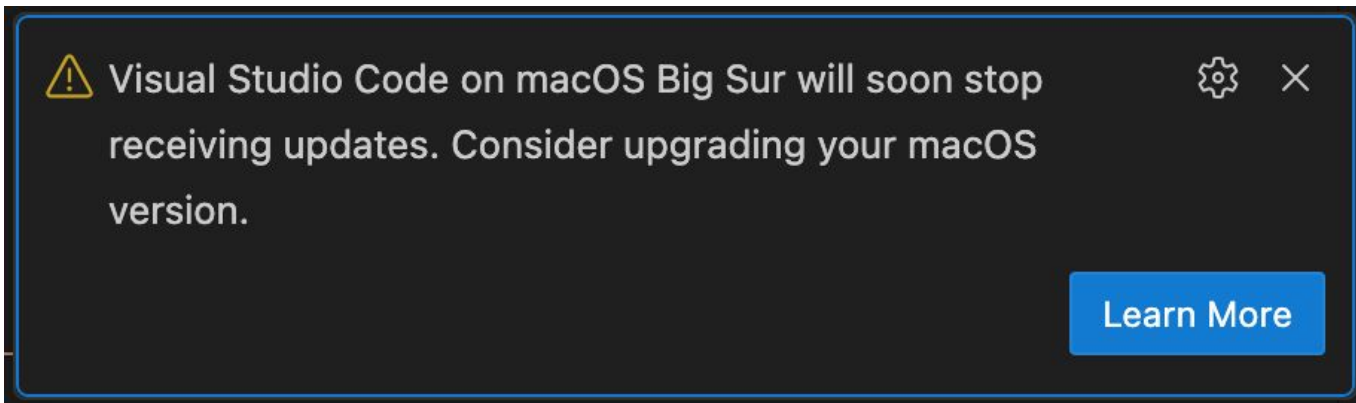 Visual Studio Code on macOS Big Sur will soon stop
receiving updates. Consider upgrading your macOS
version.
Learn More